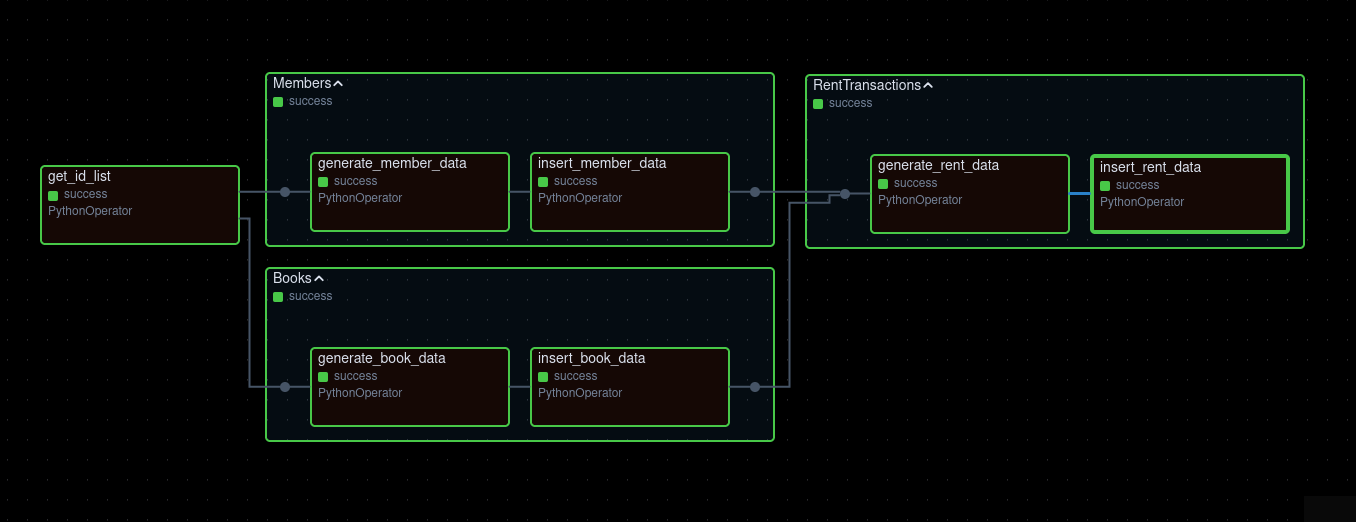 get_id_list
success
PythonOperator
Members
success
generate_member_data
success
PythonOperator
insert_member_data
success
PythonOperator
Books
success
generate_book_data
success
PythonOperator
insert_book_data
success
PythonOperator
RentTransactions
success
generate_rent_data
success
PythonOperator
insert_rent_data
success
PythonOperator